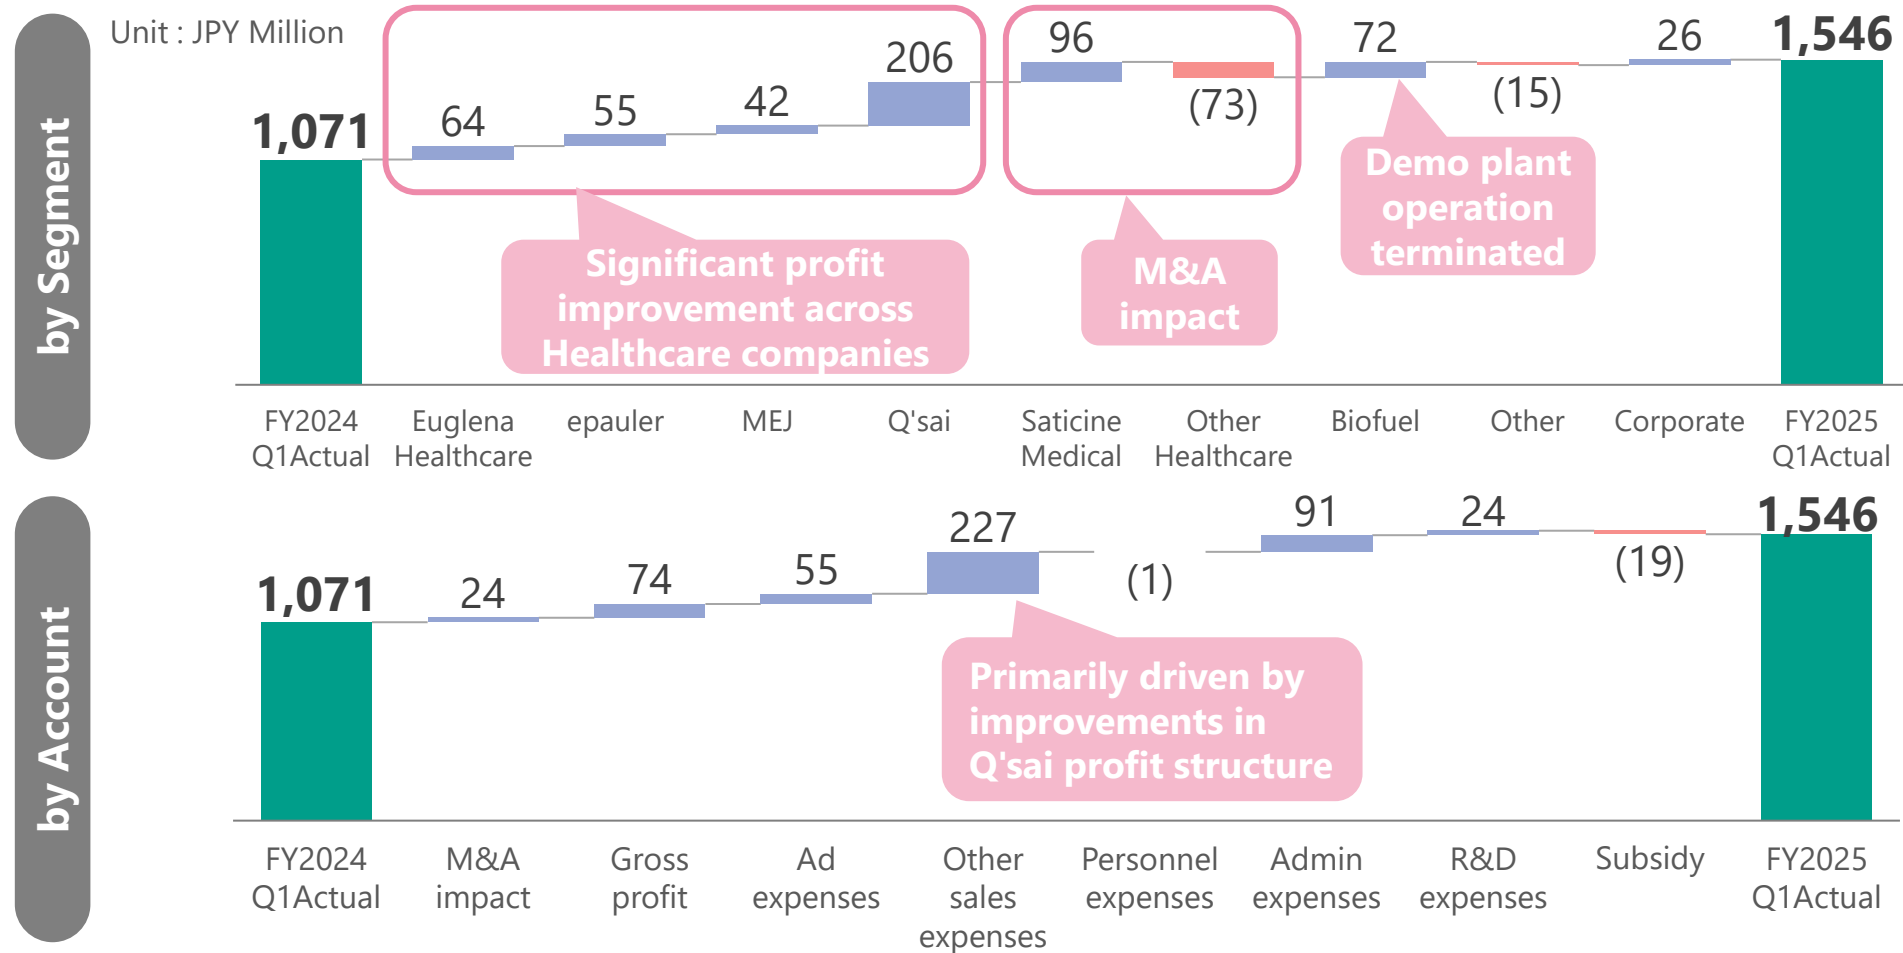 by Segment
Unit : JPY Million
1,071
64
55
42
206
96
(73)
72
(15)
26
1,546
Significant profit
improvement across
Healthcare companies
M&A
impact
Demo plant
operation
terminated
FY2024
Q1Actual
Euglena
Healthcare
epauler
MEJ
Q'sai
Saticine
Medical
Other
Healthcare
Biofuel
Other
Corporate
FY2025
Q1Actual
by Account
1,071
24
74
55
227
(1)
91
24
(19)
1,546
Primarily driven by
improvements in
Q'sai profit structure
FY2024
Q1Actual
M&A
impact
Gross
profit
Ad
expenses
Other
sales
expenses
Personnel
expenses
Admin
expenses
R&D
expenses
Subsidy
FY2025
Q1Actual